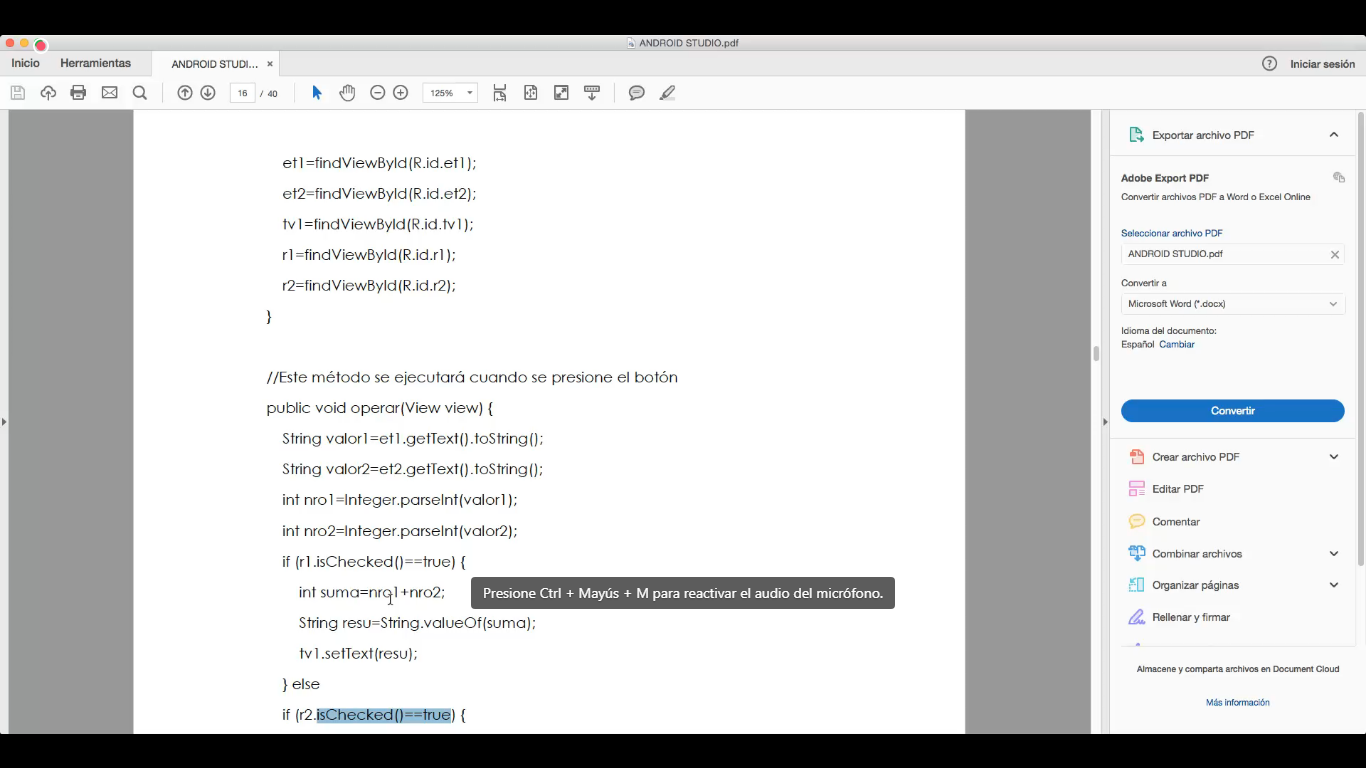 ANDROID STUDIO.pdf
Inicio
Herramientas
ANDROID STUDI... ×
? Iniciar sesión
16 / 40
125%
et1=findViewById(R.id.et1);
et2=findViewById(R.id.et2);
tv1=findViewById(R.id.tv1);
r1=findViewById(R.id.r1);
r2=findViewById(R.id.r2);
}
//Este método se ejecutará cuando se presione el botón
public void operar(View view) {
String valor1=et1.getText().toString();
String valor2=et2.getText().toString();
int nro1=Integer.parseInt(valor1);
int nro2=Integer.parseInt(valor2);
if (r1.isChecked()==true) {
int suma=nro1+nro2;
String resu=String.valueOf(suma);
tv1.setText(resu);
} else
if (r2.isChecked()==true) {
Presione Ctrl + Mayús + M para reactivar el audio del micrófono.
Exportar archivo PDF
Adobe Export PDF
Convertir archivos PDF a Word o Excel Online
Seleccionar archivo PDF
ANDROID STUDIO.pdf
Convertir a
Microsoft Word (*.docx)
Idioma del documento:
Español Cambiar
Convertir
Crear archivo PDF
Editar PDF
Comentar
Combinar archivos
Organizar páginas
Rellenar y firmar
Almacene y comparta archivos en Document Cloud
Más información